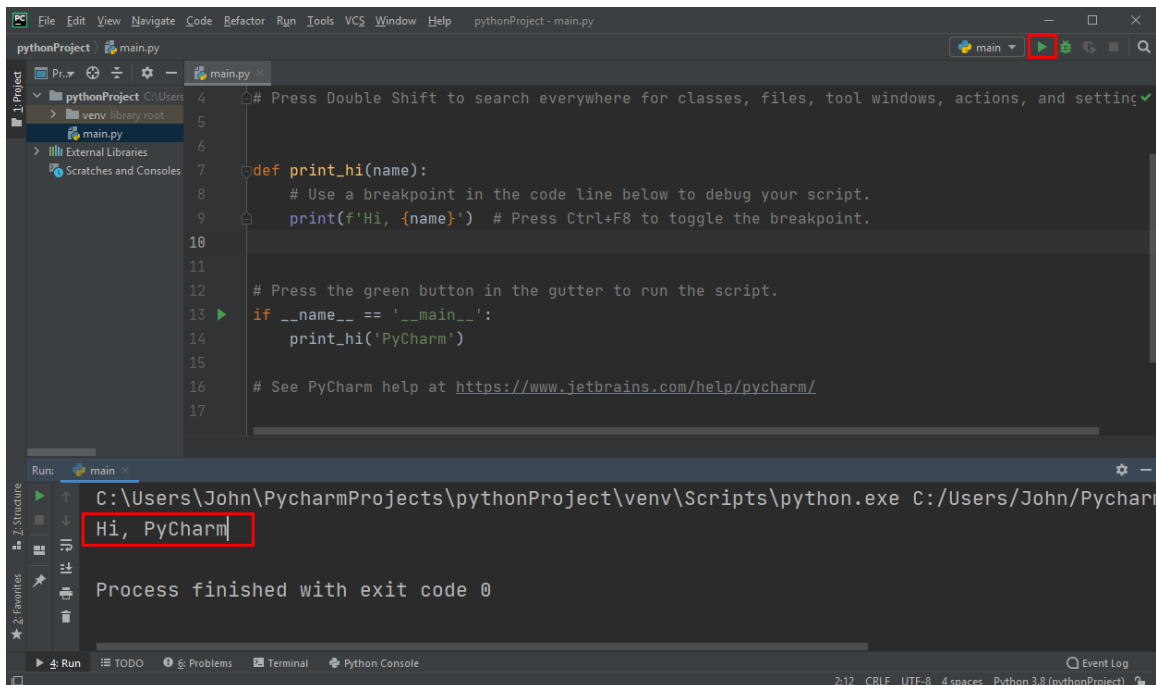 PC File Edit View Navigate Code Refactor Run Tools VCS Window Help pythonProject - main.py
pythonProject main.py main
1: Project Pr.. main.py
pythonProject C:\Users
venv library root
main.py
External Libraries
Scratches and Consoles
4 # Press Double Shift to search everywhere for classes, files, tool windows, actions, and setting
5
6
7 def print_hi(name):
8 # Use a breakpoint in the code line below to debug your script.
9 print(f'Hi, {name}') # Press Ctrl+F8 to toggle the breakpoint.
10
11
12 # Press the green button in the gutter to run the script.
13 if __name__ == '__main__':
14 print_hi('PyCharm')
15
16 # See PyCharm help at https://www.jetbrains.com/help/pycharm/
17
Run: main
C:\Users\John\PycharmProjects\pythonProject\venv\Scripts\python.exe C:/Users/John/Pychar
Hi, PyCharm
Process finished with exit code 0
Z: Structure
2: Favorites
4: Run TODO 6: Problems Terminal Python Console Event Log
2:12 CRLF UTF-8 4 spaces Python 3.8 (pythonProject)